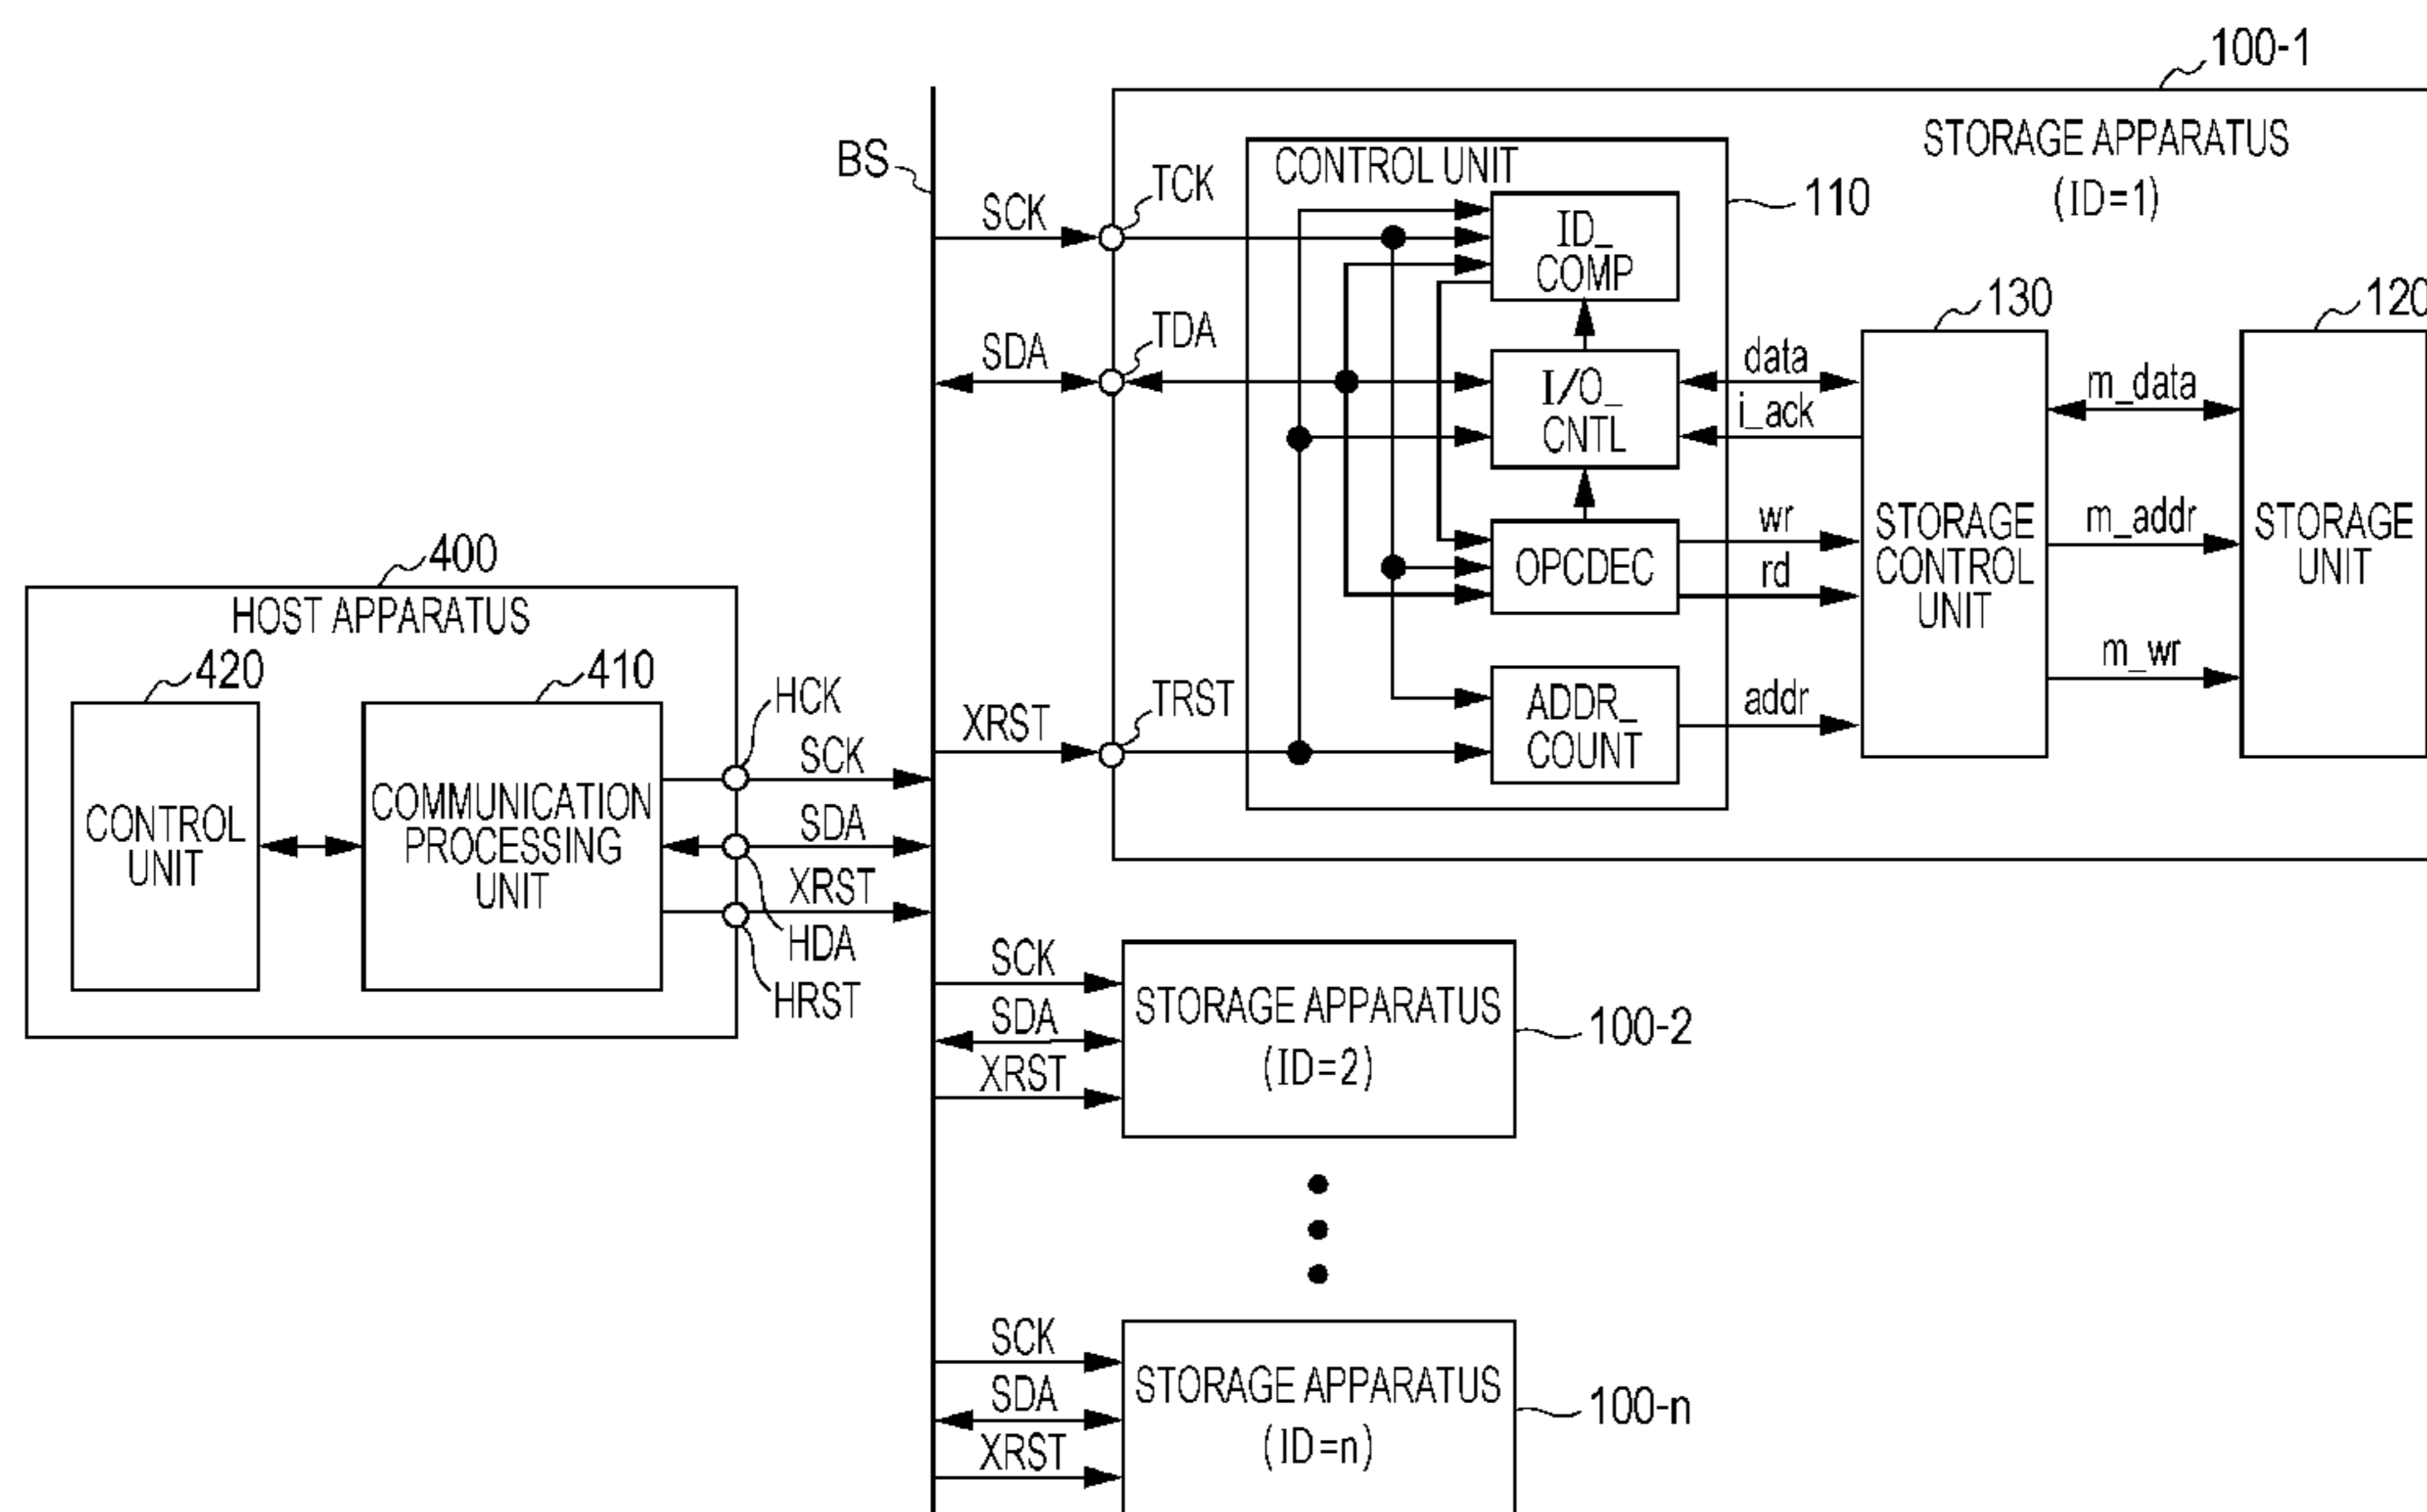 100-1
STORAGE APPARATUS
(ID=1)
BS
SCK
TCK
CONTROL UNIT
110
ID_
COMP
SDA
TDA
I/O_
CNTL
data
i_ack
130
120
m_data
m_addr
m_wr
OPCDEC
wr
rd
STORAGE
CONTROL
UNIT
STORAGE
UNIT
XRST
TRST
ADDR_
COUNT
addr
400
HOST APPARATUS
420
410
CONTROL
UNIT
COMMUNICATION
PROCESSING
UNIT
HCK
SCK
SDA
XRST
HDA
HRST
SCK
SDA
XRST
STORAGE APPARATUS
(ID=2)
100-2
SCK
SDA
XRST
STORAGE APPARATUS
(ID=n)
100-n